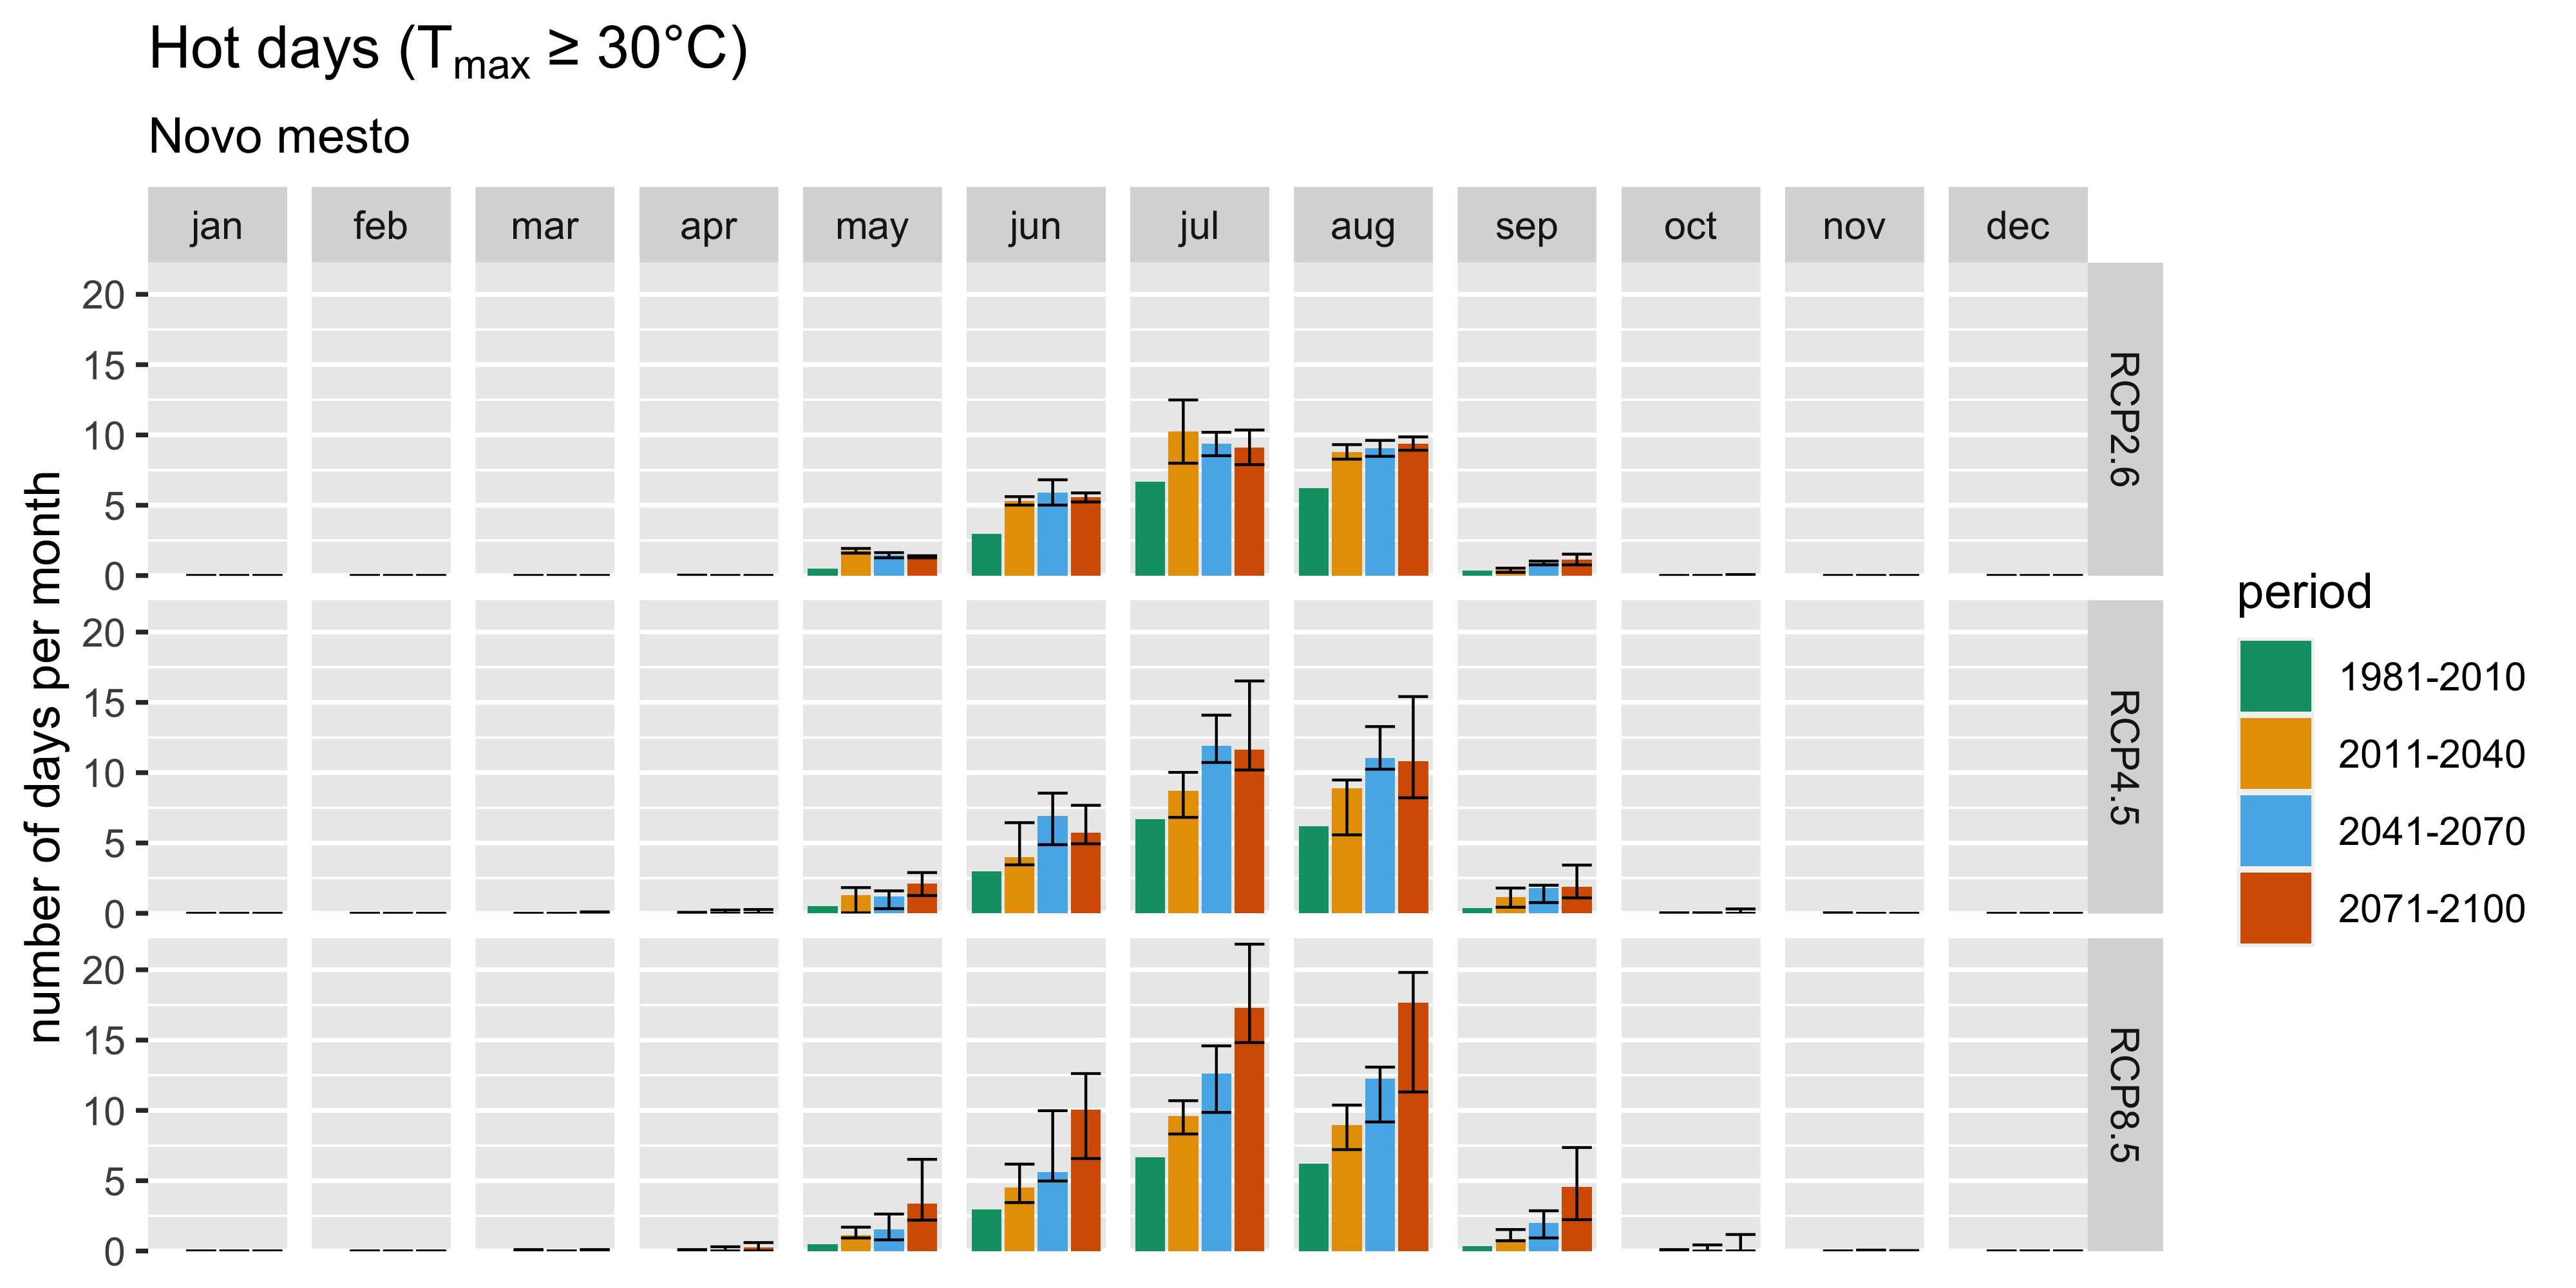 Hot days (Tmax ≥ 30°C)
Novo mesto
jan feb mar apr may jun jul aug sep oct nov dec
number of days per month
20
15
10
5
0
RCP2.6
20
15
10
5
0
RCP4.5
20
15
10
5
0
RCP8.5
period
1981-2010
2011-2040
2041-2070
2071-2100